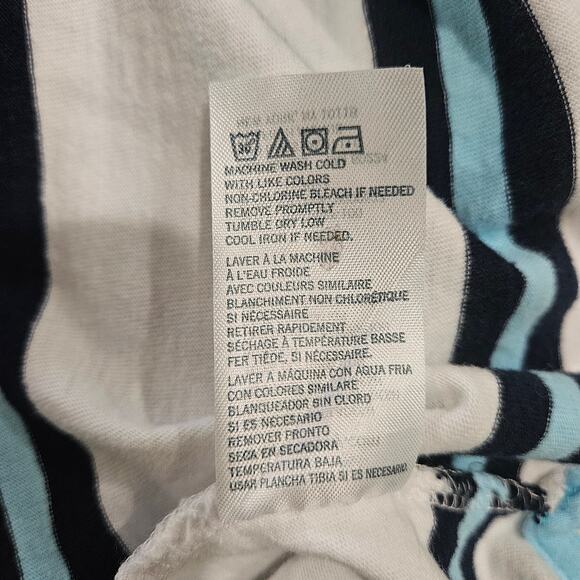 30
MACHINE WASH COLD
WITH LIKE COLORS
NON-CHLORINE BLEACH IF NEEDED
REMOVE PROMPTLY
TUMBLE DRY LOW
COOL IRON IF NEEDED.
LAVER À LA MACHINE
À L'EAU FROIDE
AVEC COULEURS SIMILAIRE
BLANCHIMENT NON CHLORÉTIQUE
SI NÉCESSAIRE
RETIRER RAPIDEMENT
SÉCHAGE À TEMPÉRATURE BASSE
FER TIÉDE, SI NÉCESSAIRE.
LAVER A MÁQUINA CON AGUA FRIA
CON COLORES SIMILARE
BLANQUEADOR SIN CLORO
SI ES NECESARIO
REMOVER PRONTO
SECA EN SECADORA
TEMPERATURA BAJA
USAR PLANCHA TIBIA SI ES NECESARIO